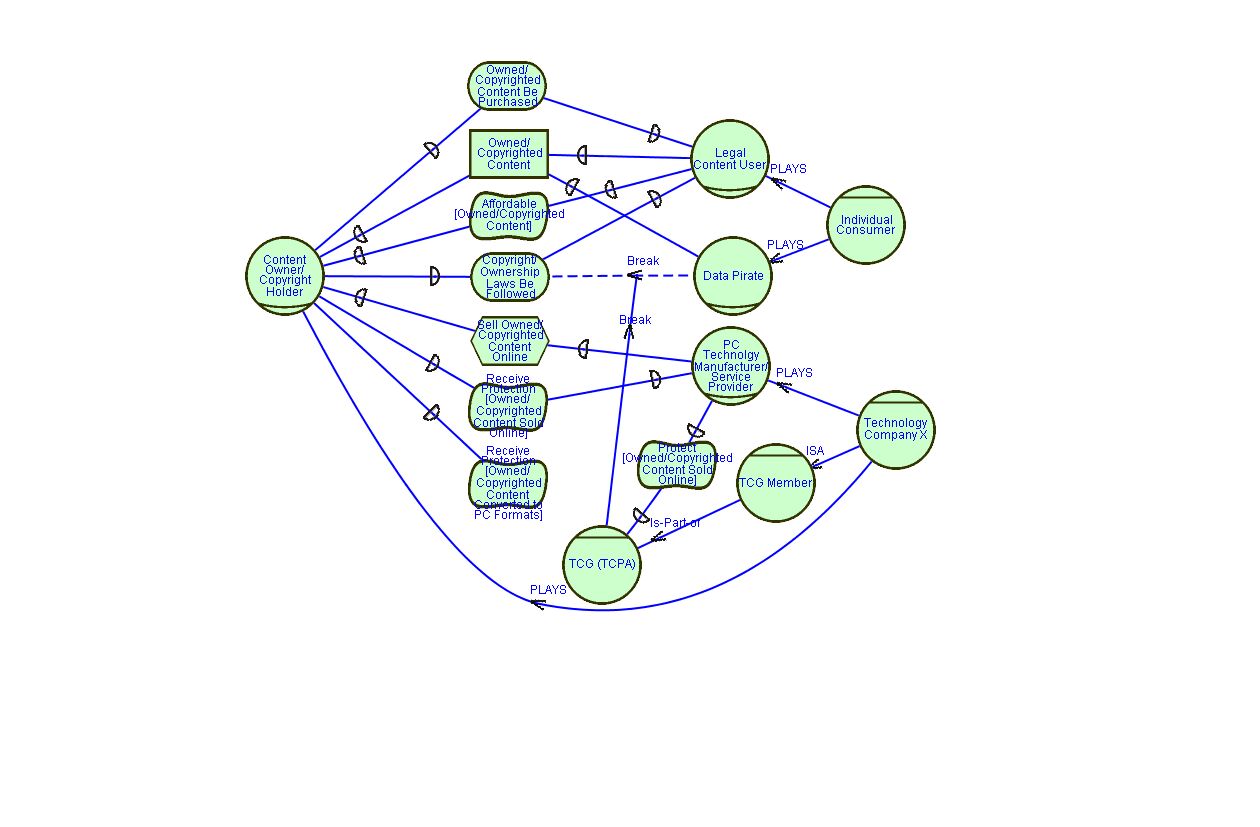 Owned/
Copyrighted
Content Be
Purchased
Owned/
Copyrighted
Content
Legal
Content User
PLAYS
Affordable
[Owned/Copyrighted
Content]
Individual
Consumer
PLAYS
Content
Owner/
Copyright
Holder
Copyright/
Ownership
Laws Be
Followed
Break
Data Pirate
Break
Sell Owned/
Copyrighted
Content
Online
PC
Technolgy
Manufacturer/
Service
Provider
PLAYS
Receive
Protection
[Owned/
Copyrighted
Content Sold
Online]
Technology
Company X
ISA
Protect
[Owned/Copyrighted
Content Sold
Online]
TCG Member
Receive
Protection
[Owned/
Copyrighted
Content
Converted to
PC Formats]
Is-Part-of
TCG (TCPA)
PLAYS